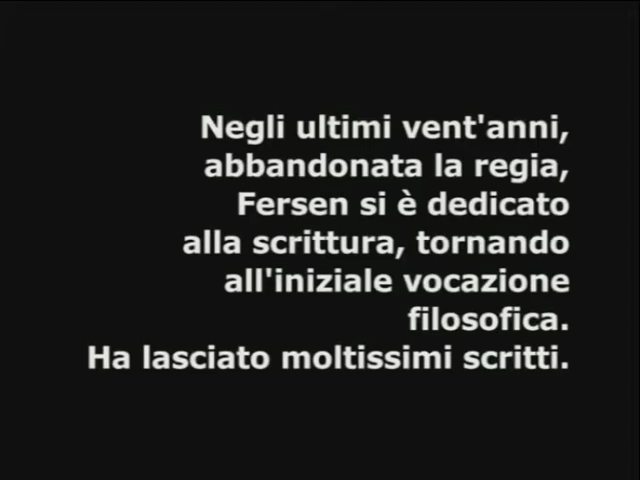 Negli ultimi vent'anni,
abbandonata la regia,
Fersen si è dedicato
alla scrittura, tornando
all'iniziale vocazione
filosofica.
Ha lasciato moltissimi scritti.